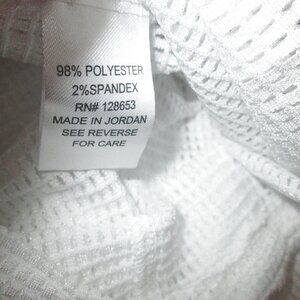 98% POLYESTER
2%SPANDEX
RN# 128653
MADE IN JORDAN
SEE REVERSE
FOR CARE